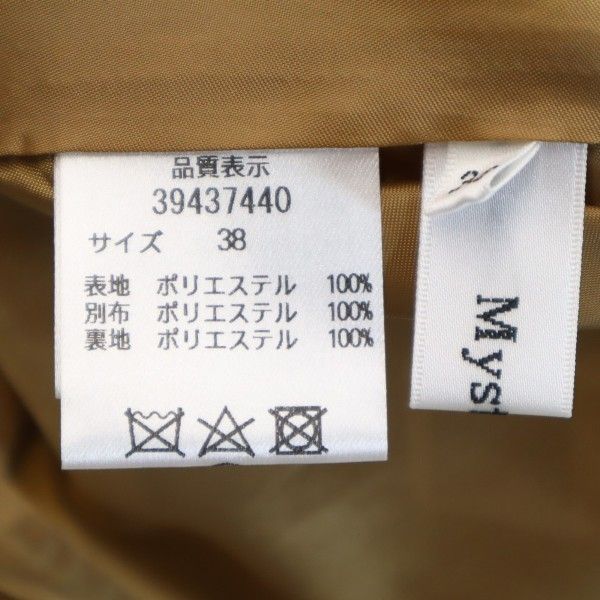 品質表示
39437440
サイズ 38
表地 ポリエステル 100%
別布 ポリエステル 100%
裏地 ポリエステル 100%